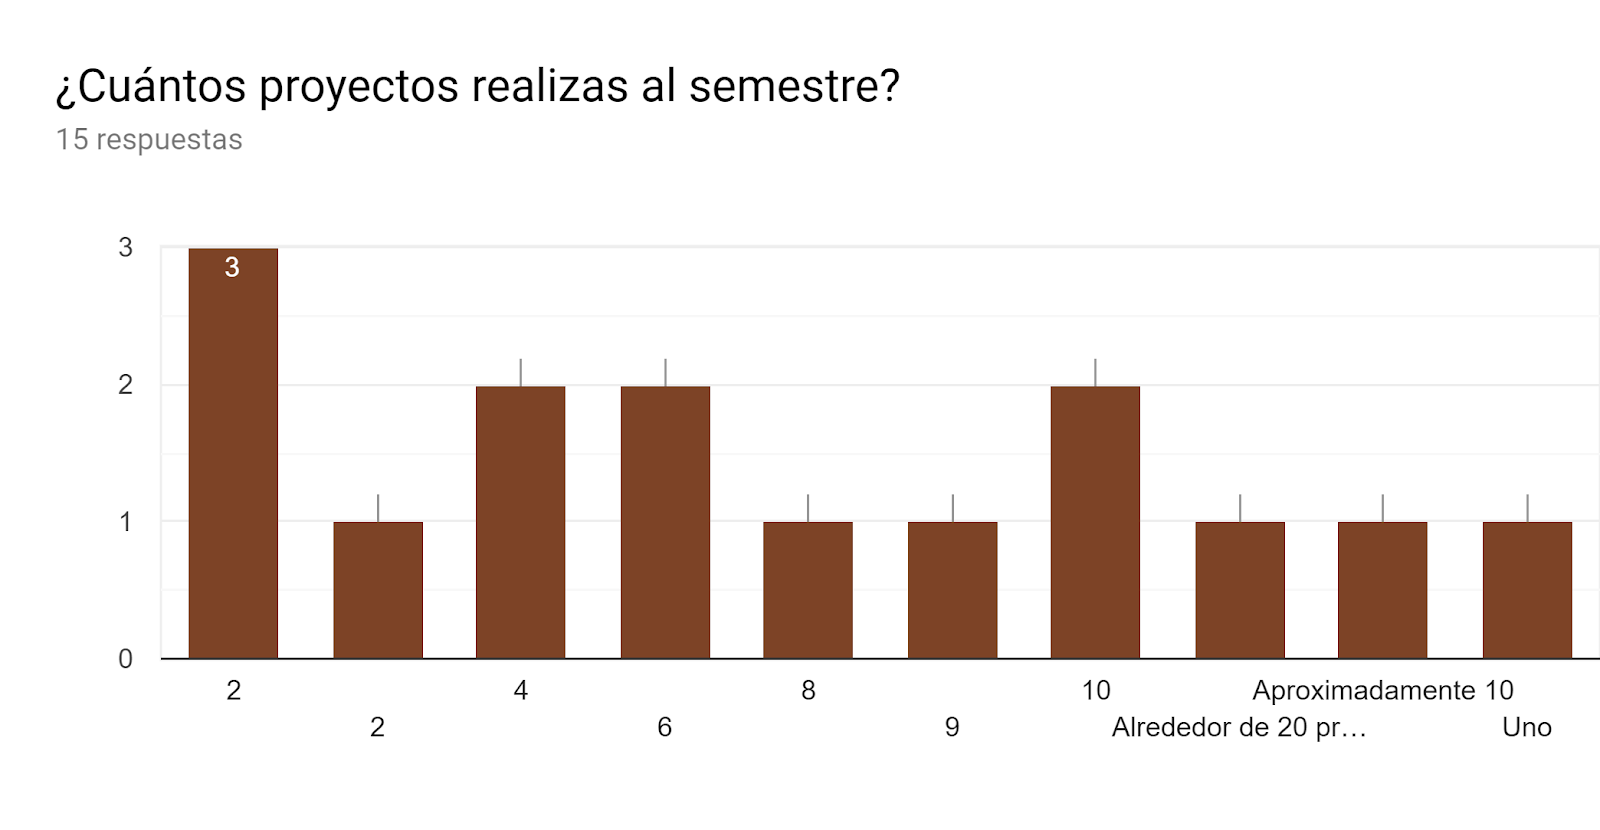 ¿Cuántos proyectos realizas al semestre?
15 respuestas
3
3
2
1
0
2
4
8
10
Aproximadamente 10
2
6
9
Alrededor de 20 pr…
Uno